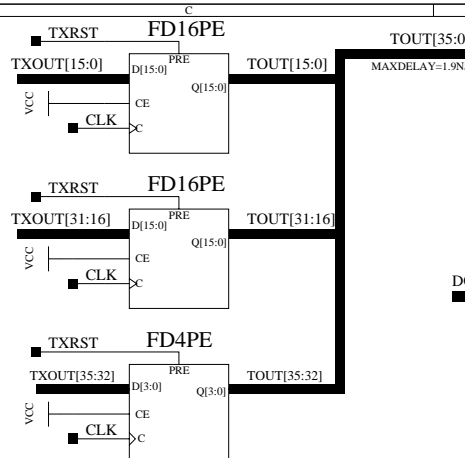 C
TXRST
FD16PE
TOUT[35:0
MAXDELAY=1.9N
TXOUT[15:0]
PRE
TOUT[15:0]
D[15:0]
Q[15:0]
VCC
CE
CLK
C
TXRST
FD16PE
TXOUT[31:16]
PRE
TOUT[31:16]
D[15:0]
Q[15:0]
VCC
CE
CLK
C
TXRST
FD4PE
TXOUT[35:32]
PRE
TOUT[35:32]
D[3:0]
Q[3:0]
VCC
CE
CLK
C